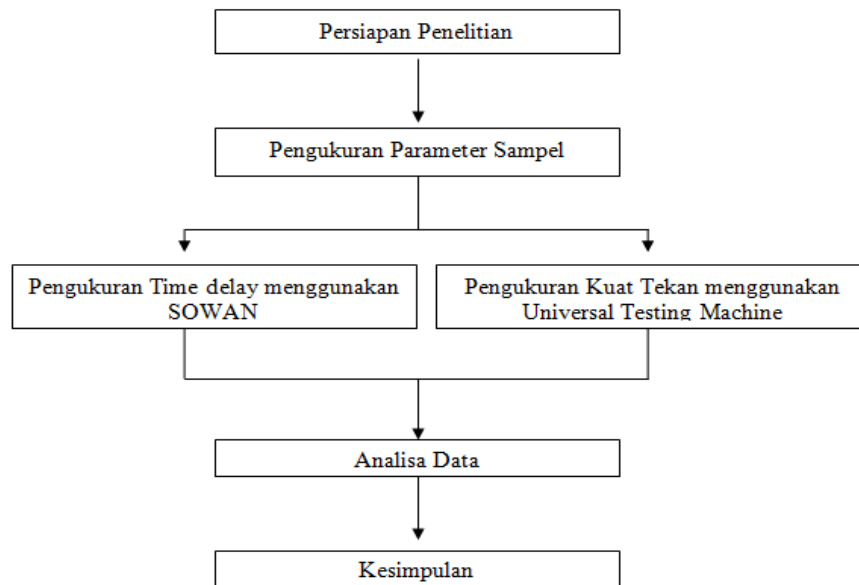 Persiapan Penelitian
Pengukuran Parameter Sampel
Pengukuran Time delay menggunakan
SOWAN
Pengukuran Kuat Tekan menggunakan
Universal Testing Machine
Analisa Data
Kesimpulan